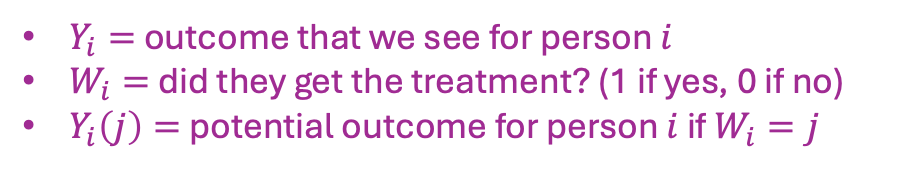 • Yᵢ = outcome that we see for person i
• Wᵢ = did they get the treatment? (1 if yes, 0 if no)
• Yᵢ(j) = potential outcome for person i if Wᵢ = j